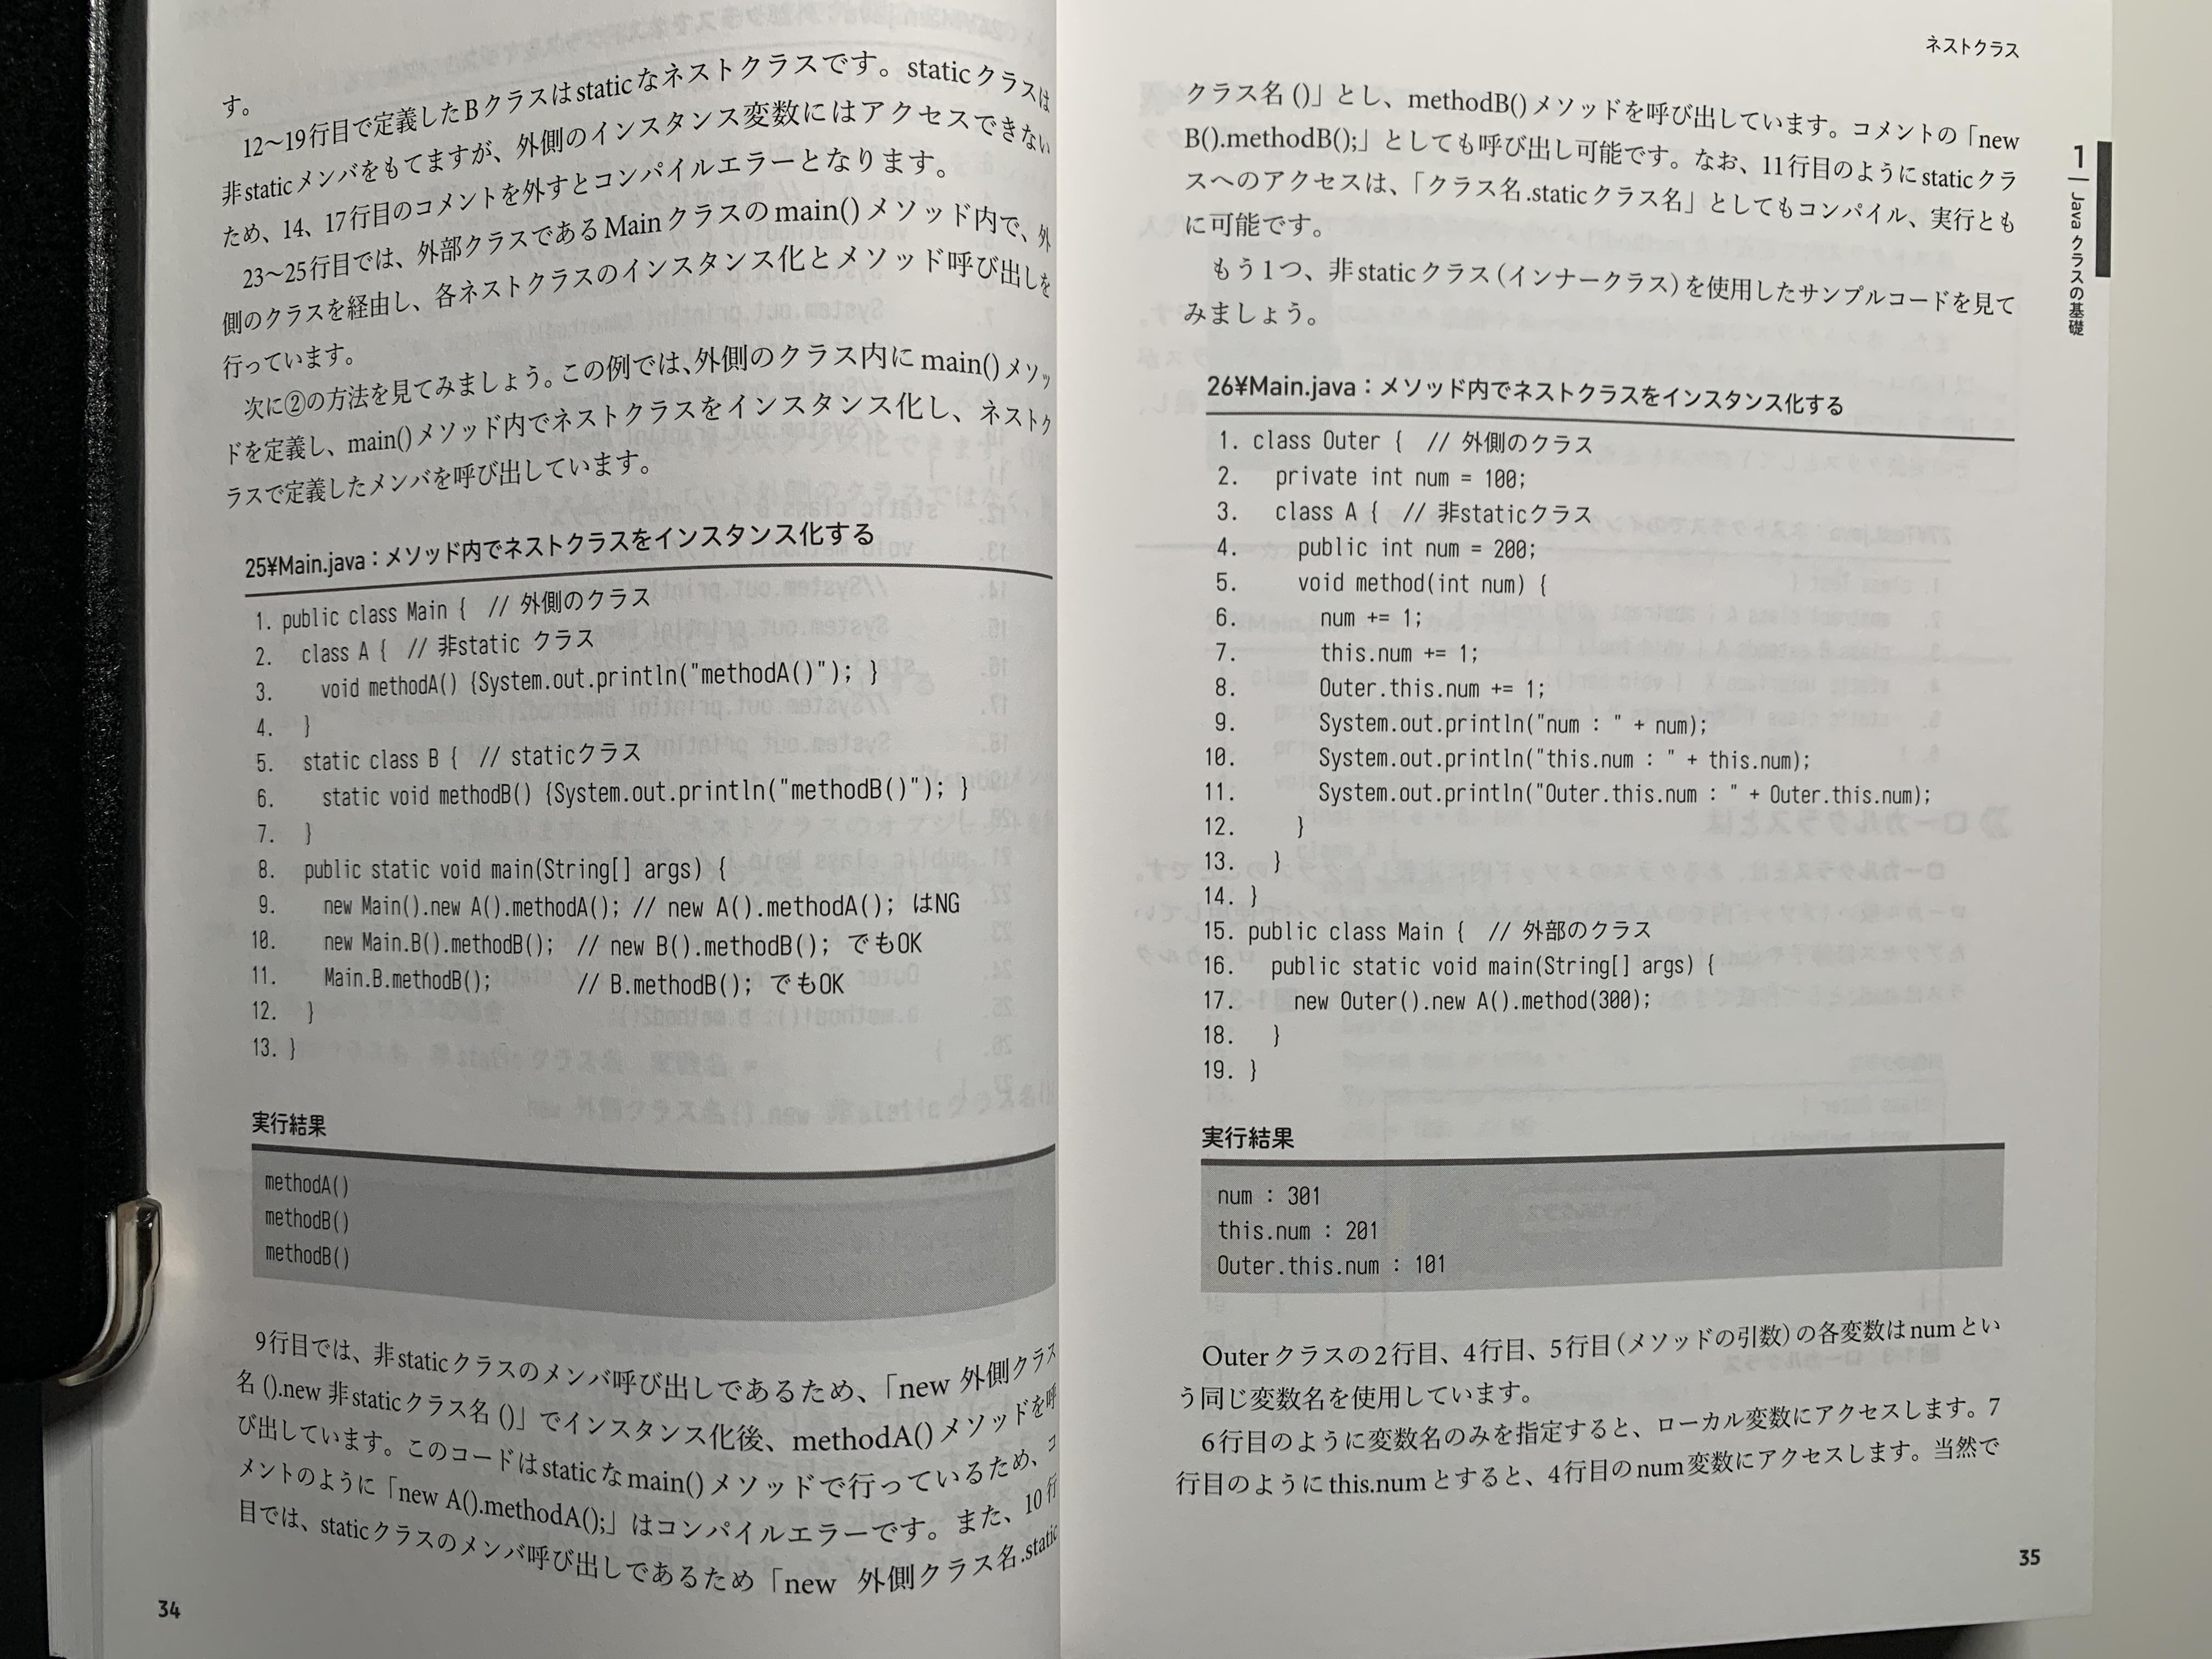 す。
12～19行目で定義したBクラスはstaticなネストクラスです。staticクラスは
非staticメンバをもてますが、外側のインスタンス変数にはアクセスできない
ため、14、17行目のコメントを外すとコンパイルエラーとなります。
23～25行目では、外部クラスであるMainクラスのmain()メソッド内で、外
側のクラスを経由し、各ネストクラスのインスタンス化とメソッド呼び出しを
行っています。
次に②の方法を見てみましょう。この例では、外側のクラス内にmain()メソッ
ドを定義し、main()メソッド内でネストクラスをインスタンス化し、ネストク
ラスで定義したメンバを呼び出しています。
25¥Main.java：メソッド内でネストクラスをインスタンス化する
1. public class Main {  // 外側のクラス
2.   class A {  // 非static クラス
3.     void methodA() {System.out.println("methodA()"); }
4.   }
5.   static class B {  // staticクラス
6.     static void methodB() {System.out.println("methodB()"); }
7.   }
8.   public static void main(String[] args) {
9.     new Main().new A().methodA(); // new A().methodA(); はNG
10.     new Main.B().methodB();  // new B().methodB(); でもOK
11.     Main.B.methodB();        // B.methodB(); でもOK
12.   }
13. }
実行結果
methodA()
methodB()
methodB()
9行目では、非staticクラスのメンバ呼び出しであるため、「new 外側クラス
名().new 非staticクラス名()」でインスタンス化後、methodA()メソッドを呼
び出しています。このコードはstaticなmain()メソッドで行っているため、コ
メントのように「new A().methodA();」はコンパイルエラーです。また、10行
目では、staticクラスのメンバ呼び出しであるため「new 外側クラス名.static
34
ネストクラス
クラス名()」とし、methodB()メソッドを呼び出しています。コメントの「new
B().methodB();」としても呼び出し可能です。なお、11行目のようにstaticクラ
スへのアクセスは、「クラス名.staticクラス名」としてもコンパイル、実行とも
に可能です。
もう1つ、非staticクラス(インナークラス)を使用したサンプルコードを見て
みましょう。
26¥Main.java：メソッド内でネストクラスをインスタンス化する
1. class Outer {  // 外側のクラス
2.   private int num = 100;
3.   class A {  // 非staticクラス
4.     public int num = 200;
5.     void method(int num) {
6.       num += 1;
7.       this.num += 1;
8.       Outer.this.num += 1;
9.       System.out.println("num : " + num);
10.       System.out.println("this.num : " + this.num);
11.       System.out.println("Outer.this.num : " + Outer.this.num);
12.     }
13.   }
14. }
15. public class Main {  // 外部のクラス
16.   public static void main(String[] args) {
17.     new Outer().new A().method(300);
18.   }
19. }
実行結果
num : 301
this.num : 201
Outer.this.num : 101
Outerクラスの2行目、4行目、5行目(メソッドの引数)の各変数はnumとい
う同じ変数名を使用しています。
6行目のように変数名のみを指定すると、ローカル変数にアクセスします。7
行目のようにthis.numとすると、4行目のnum変数にアクセスします。当然で
35
1
Java クラスの基礎